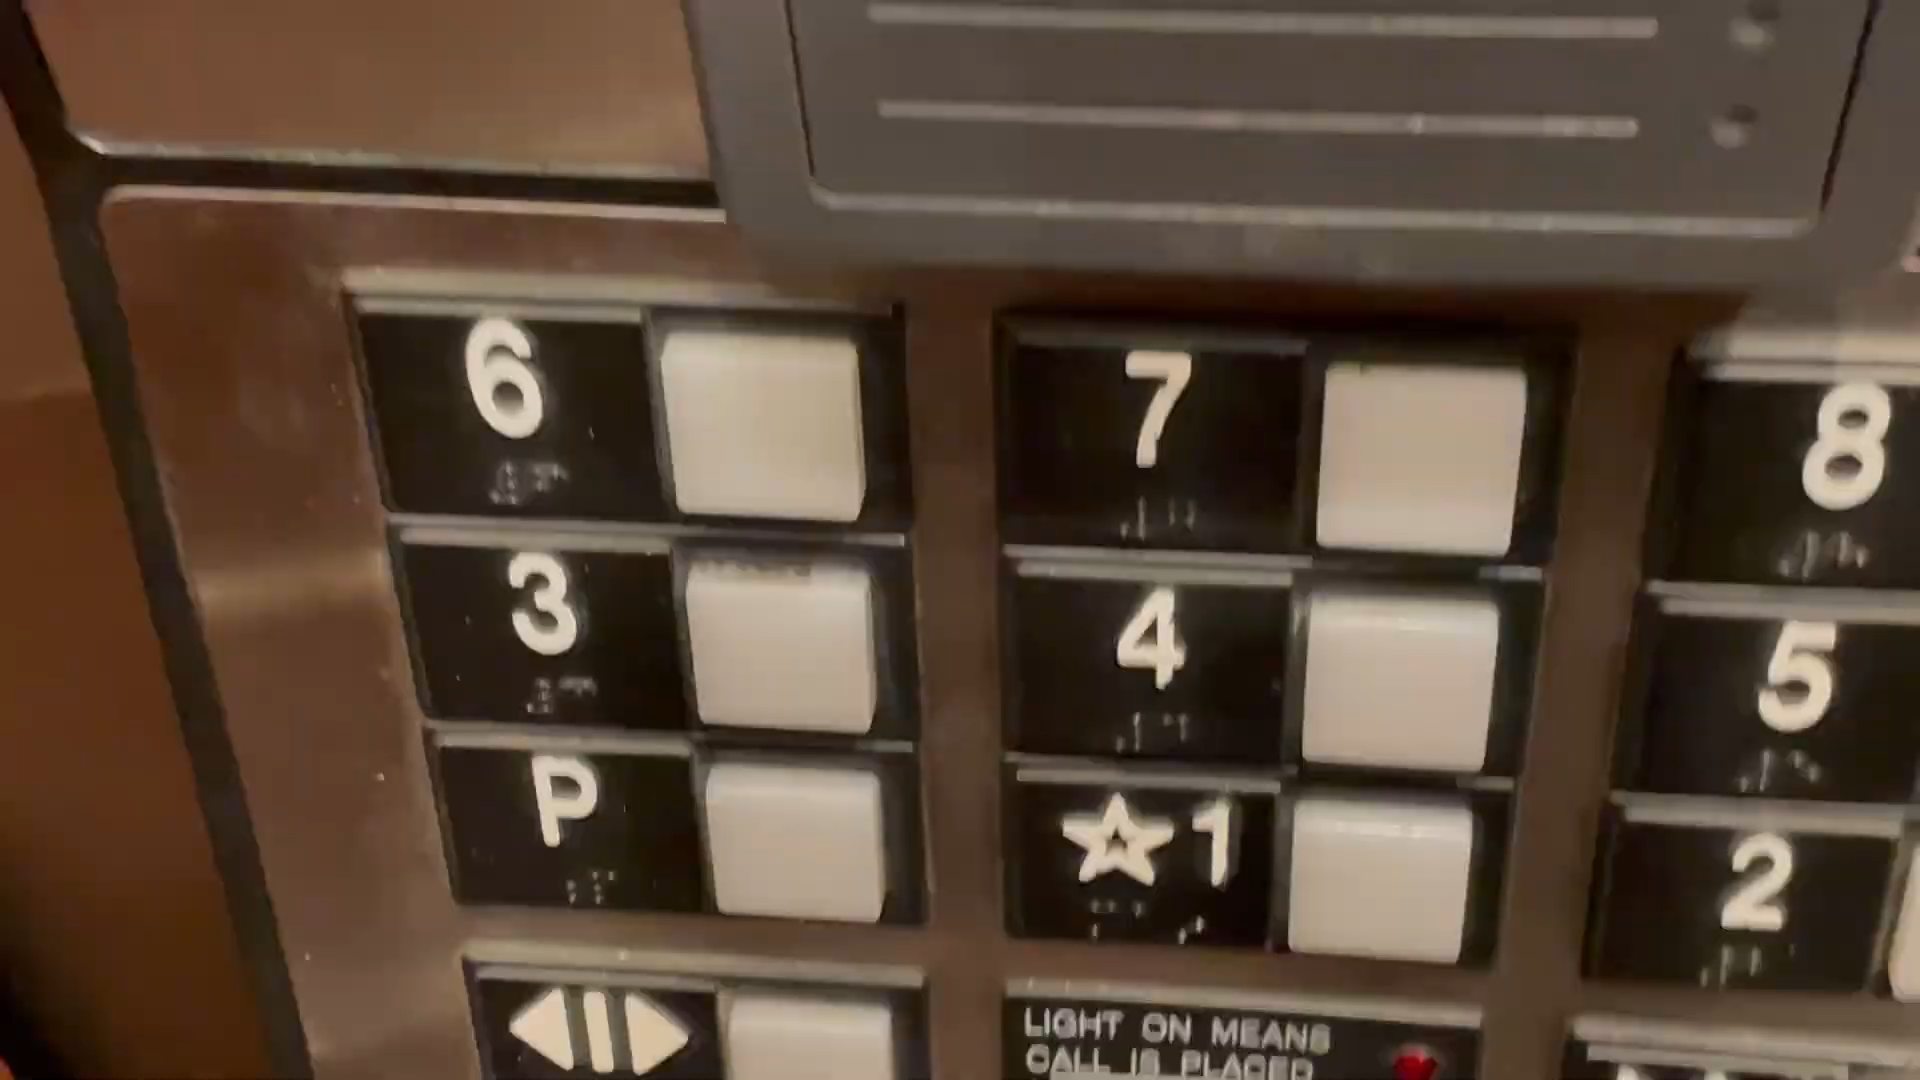 6 7 8
3 4 5
P ☆1 2
LIGHT ON MEANS
CALL IS PLACED